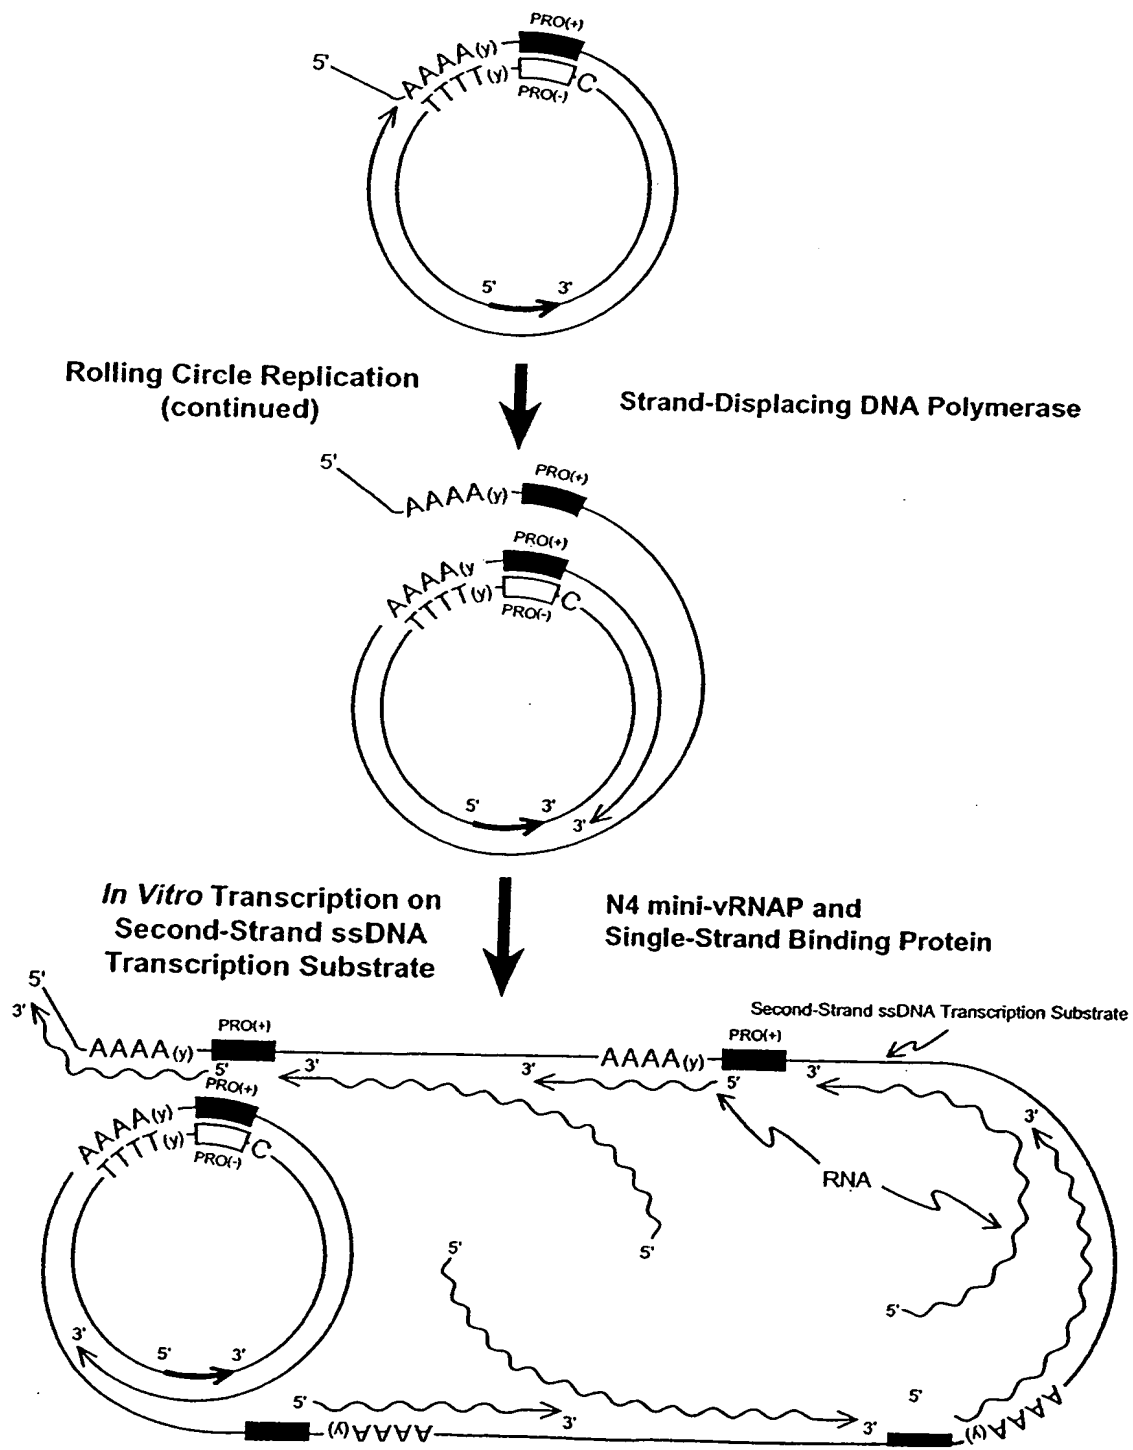 PRO(+)
5'
AAAA(y)
TTTT(y)
C
PRO(-)
5'
3'
Rolling Circle Replication
(continued)
Strand-Displacing DNA Polymerase
5'
PRO(+)
AAAA(y)
PRO(+)
AAAA(y
TTTT(y)
C
PRO(-)
5'
3'
3'
In Vitro Transcription on
Second-Strand ssDNA
Transcription Substrate
N4 mini-vRNAP and
Single-Strand Binding Protein
5'
3'
Second-Strand ssDNA Transcription Substrate
PRO(+)
PRO(+)
AAAA(y)
AAAA(y)
5'
3'
3'
5'
3'
PRO(+)
AAAA(y)
TTTT(y)
C
PRO(-)
3'
RNA
5'
5'
5'
3'
5'
3'
5'
5'
3'
3'
(y)AAAA
AAAA(y)